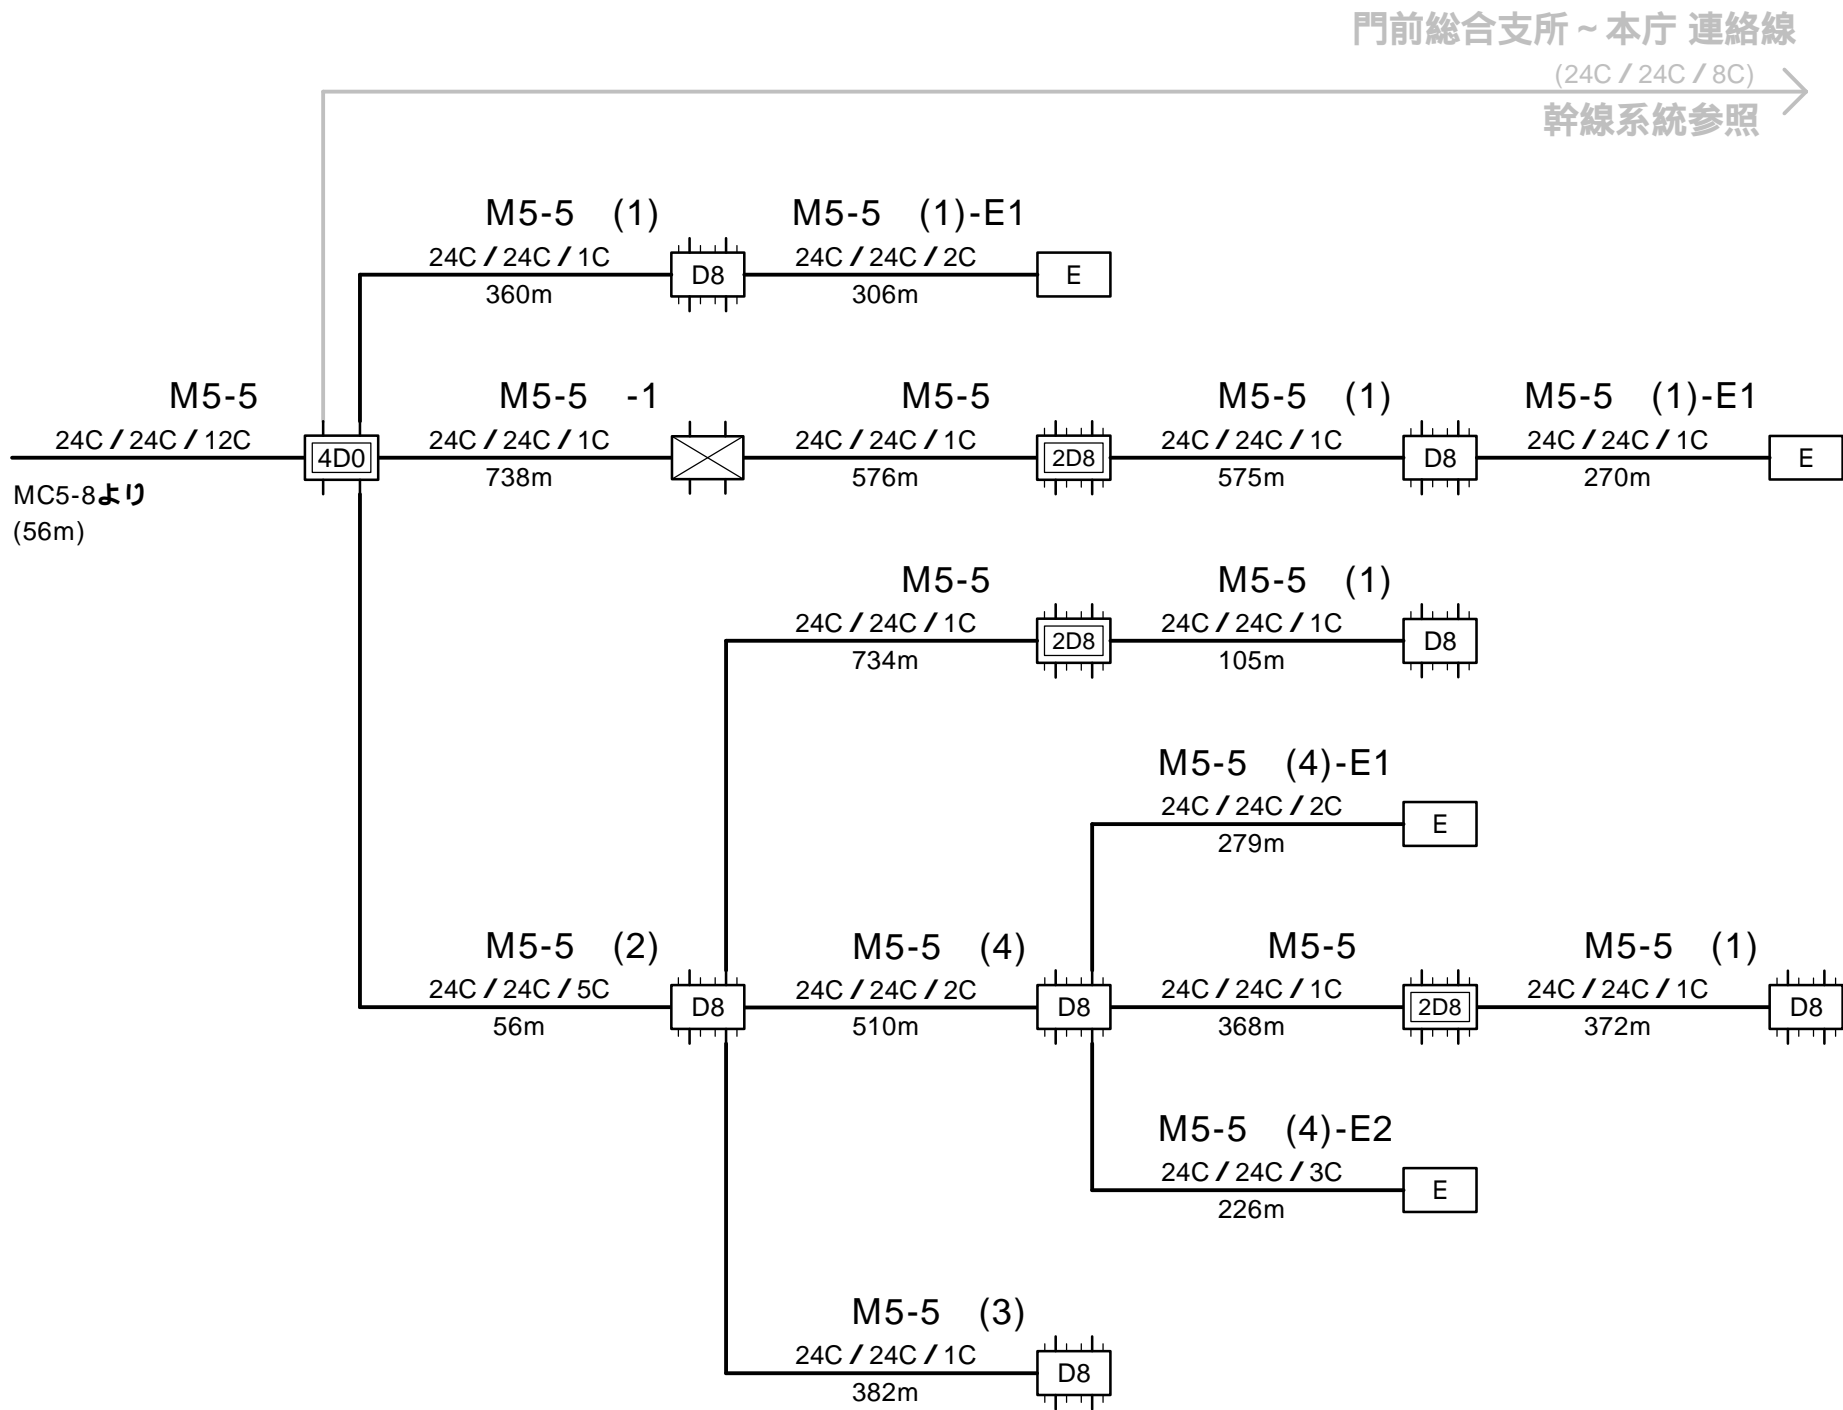 門前総合支所～本庁 連絡線
(24C／24C／8C)
幹線系統参照
M5-5 (1)
24C／24C／1C
360m
D8
M5-5 (1)-E1
24C／24C／2C
306m
E
M5-5
24C／24C／12C
MC5-8より
(56m)
4D0
M5-5 -1
24C／24C／1C
738m
M5-5
24C／24C／1C
576m
2D8
M5-5 (1)
24C／24C／1C
575m
D8
M5-5 (1)-E1
24C／24C／1C
270m
E
M5-5
24C／24C／1C
734m
2D8
M5-5 (1)
24C／24C／1C
105m
D8
M5-5 (4)-E1
24C／24C／2C
279m
E
M5-5 (2)
24C／24C／5C
56m
D8
M5-5 (4)
24C／24C／2C
510m
D8
M5-5
24C／24C／1C
368m
2D8
M5-5 (1)
24C／24C／1C
372m
D8
M5-5 (4)-E2
24C／24C／3C
226m
E
M5-5 (3)
24C／24C／1C
382m
D8